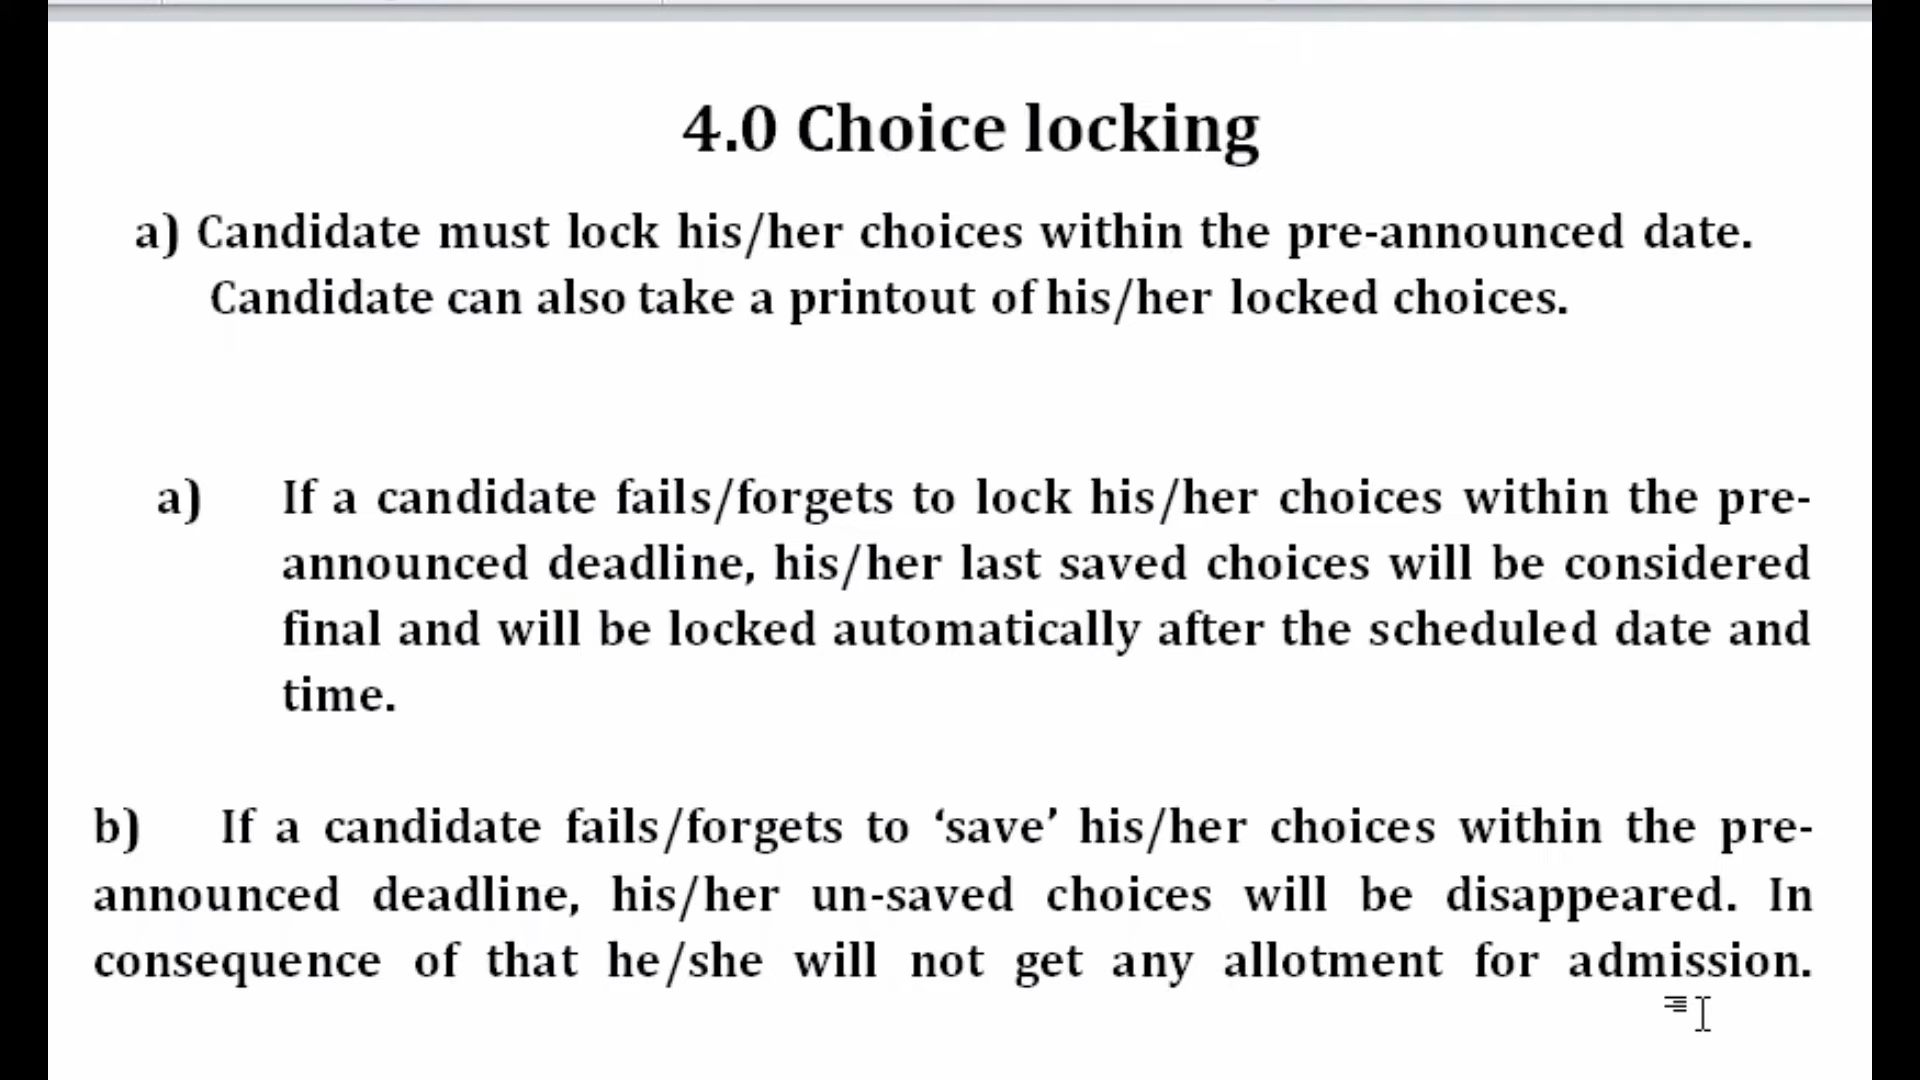 4.0 Choice locking
a) Candidate must lock his/her choices within the pre-announced date.
Candidate can also take a printout of his/her locked choices.
a) If a candidate fails/forgets to lock his/her choices within the pre-
announced deadline, his/her last saved choices will be considered
final and will be locked automatically after the scheduled date and
time.
b) If a candidate fails/forgets to ‘save’ his/her choices within the pre-
announced deadline, his/her un-saved choices will be disappeared. In
consequence of that he/she will not get any allotment for admission.